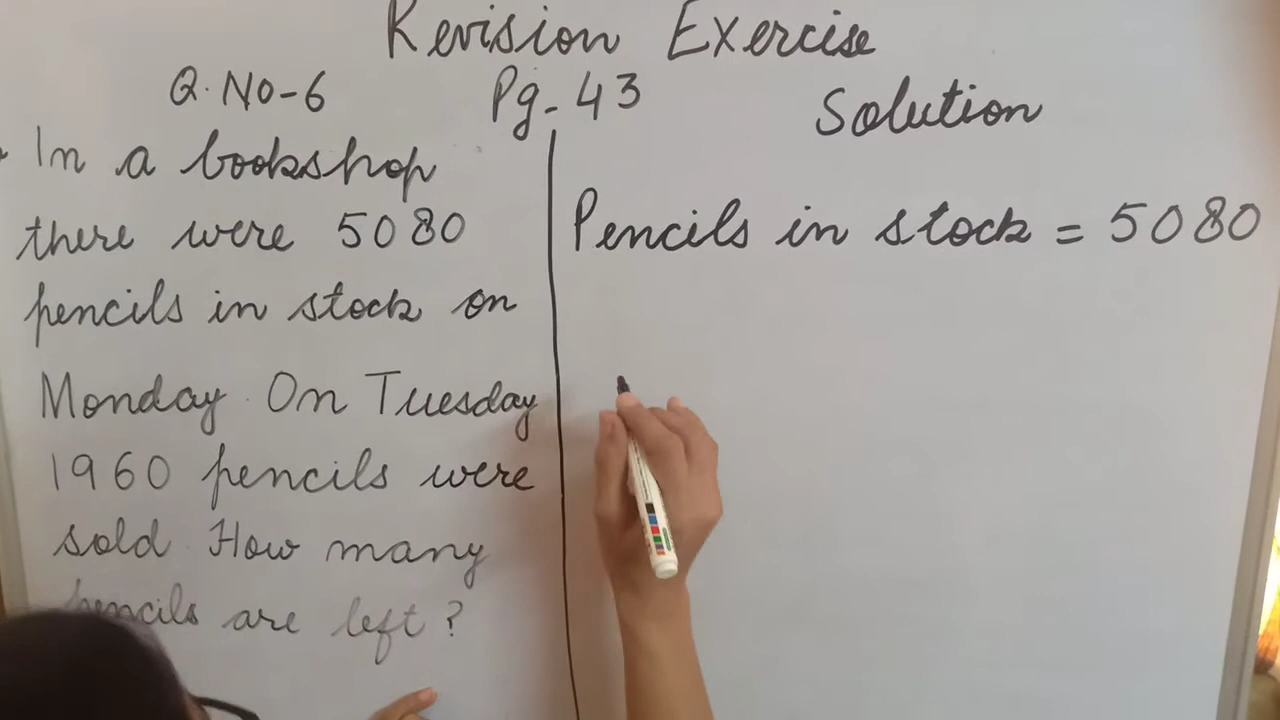 Revision Exercise
Q. NO-6 Pg-43
In a bookshop
there were 5080
pencils in stock on
Monday. On Tuesday
1960 pencils were
sold. How many
pencils are left?
Solution
Pencils in stock = 5080